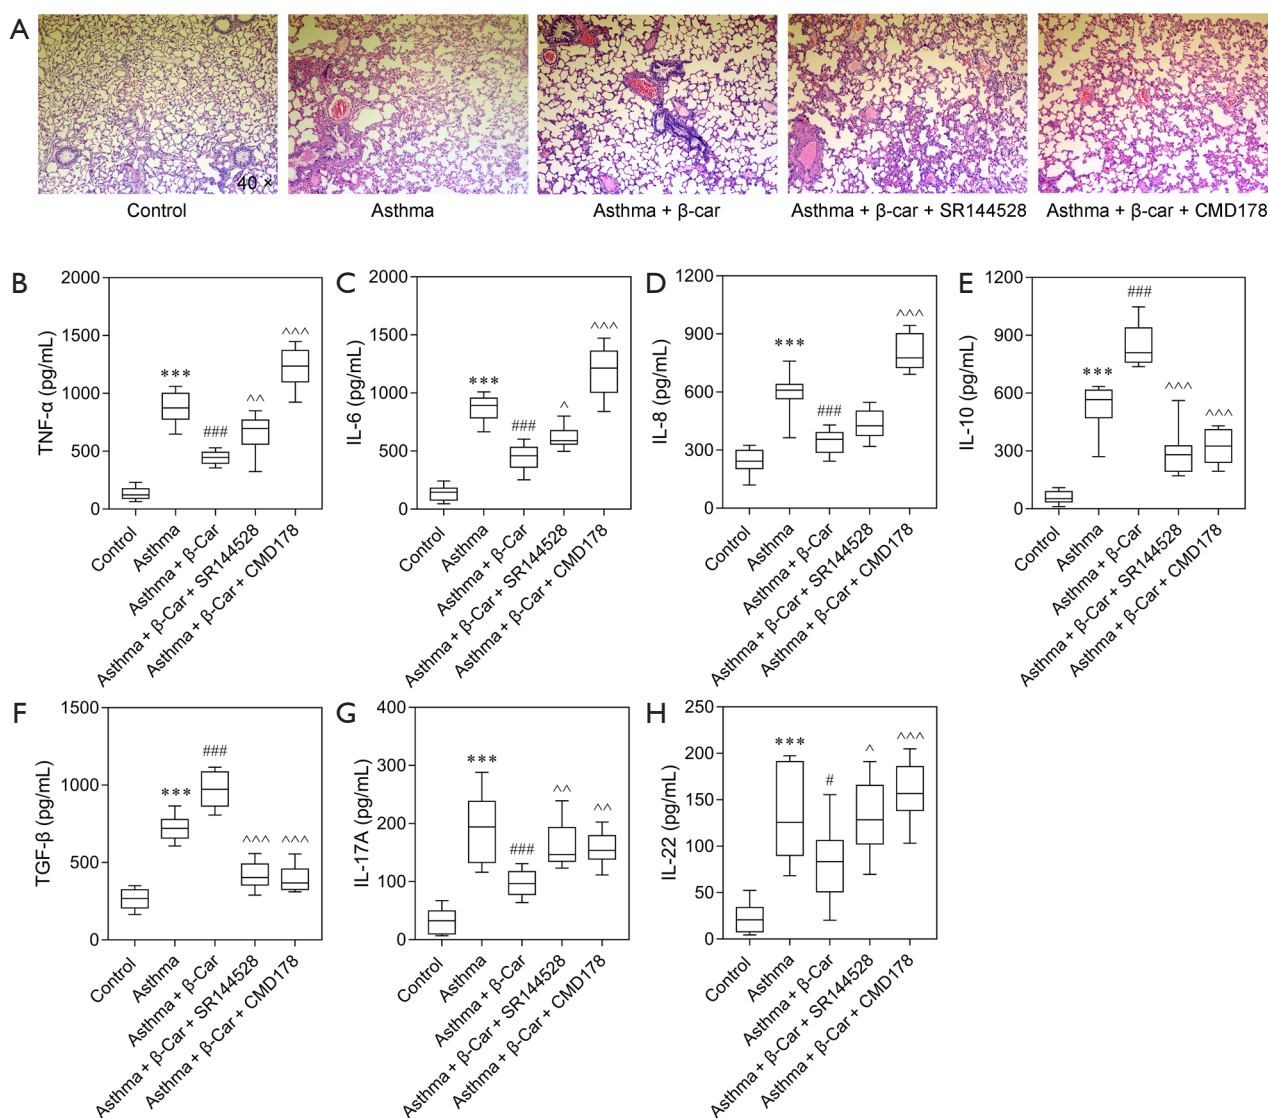 A
40 ×
Control
Asthma
Asthma + β-car
Asthma + β-car + SR144528
Asthma + β-car + CMD178
B
TNF-α (pg/mL)
2000
1500
1000
500
0
***
###
^^
^^^
Control
Asthma
Asthma + β-Car
Asthma + β-Car + SR144528
Asthma + β-Car + CMD178
C
IL-6 (pg/mL)
2000
1500
1000
500
0
***
###
^
^^^
Control
Asthma
Asthma + β-Car
Asthma + β-Car + SR144528
Asthma + β-Car + CMD178
D
IL-8 (pg/mL)
1200
900
600
300
0
***
###
^^^
Control
Asthma
Asthma + β-Car
Asthma + β-Car + SR144528
Asthma + β-Car + CMD178
E
IL-10 (pg/mL)
1200
900
600
300
0
***
###
^^^
^^^
Control
Asthma
Asthma + β-Car
Asthma + β-Car + SR144528
Asthma + β-Car + CMD178
F
TGF-β (pg/mL)
1500
1000
500
0
***
###
^^^
^^^
Control
Asthma
Asthma + β-Car
Asthma + β-Car + SR144528
Asthma + β-Car + CMD178
G
IL-17A (pg/mL)
400
300
200
100
0
***
###
^^
^^
Control
Asthma
Asthma + β-Car
Asthma + β-Car + SR144528
Asthma + β-Car + CMD178
H
IL-22 (pg/mL)
250
200
150
100
50
0
***
#
^
^^^
Control
Asthma
Asthma + β-Car
Asthma + β-Car + SR144528
Asthma + β-Car + CMD178